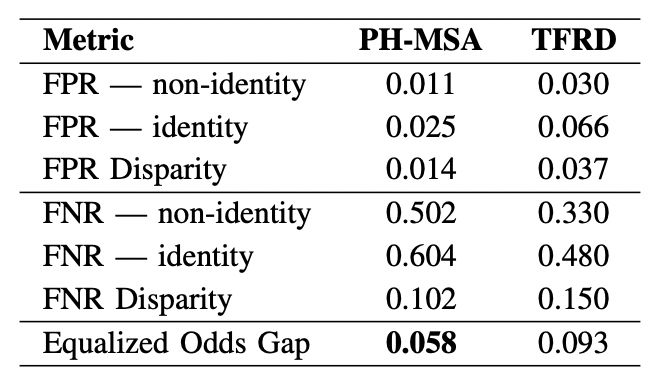 Metric PH-MSA TFRD
FPR — non-identity 0.011 0.030
FPR — identity 0.025 0.066
FPR Disparity 0.014 0.037
FNR — non-identity 0.502 0.330
FNR — identity 0.604 0.480
FNR Disparity 0.102 0.150
Equalized Odds Gap 0.058 0.093